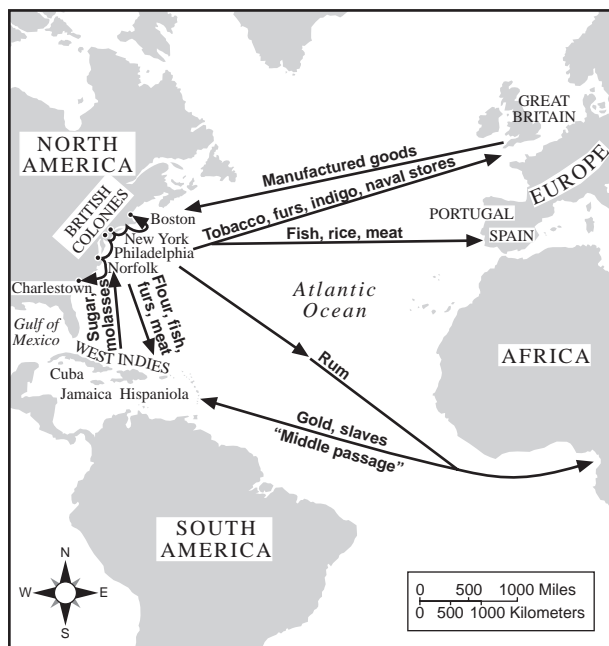 GREAT
BRITAIN
NORTH
AMERICA
EUROPE
Manufactured goods
BRITISH
COLONIES
Tobacco, furs, indigo, naval stores
Boston
PORTUGAL
New York
Fish, rice, meat
SPAIN
Philadelphia
Norfolk
Charlestown
Sugar,
molasses
Flour, fish,
furs, meat
Atlantic
Ocean
Gulf of
Mexico
WEST INDIES
AFRICA
Rum
Cuba
Jamaica
Hispaniola
Gold, slaves
“Middle passage”
SOUTH
AMERICA
N
W
E
S
0 500 1000 Miles
0 500 1000 Kilometers